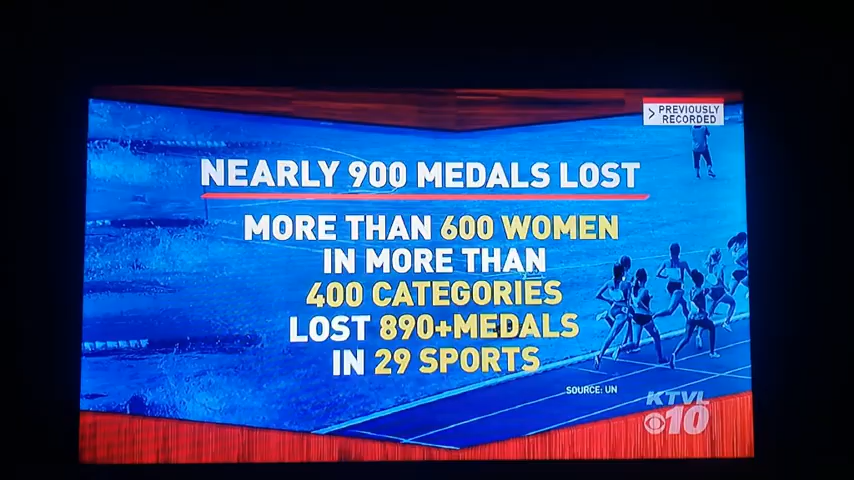 > PREVIOUSLY
RECORDED
NEARLY 900 MEDALS LOST
MORE THAN 600 WOMEN
IN MORE THAN
400 CATEGORIES
LOST 890+MEDALS
IN 29 SPORTS
SOURCE: UN
KTVL
10